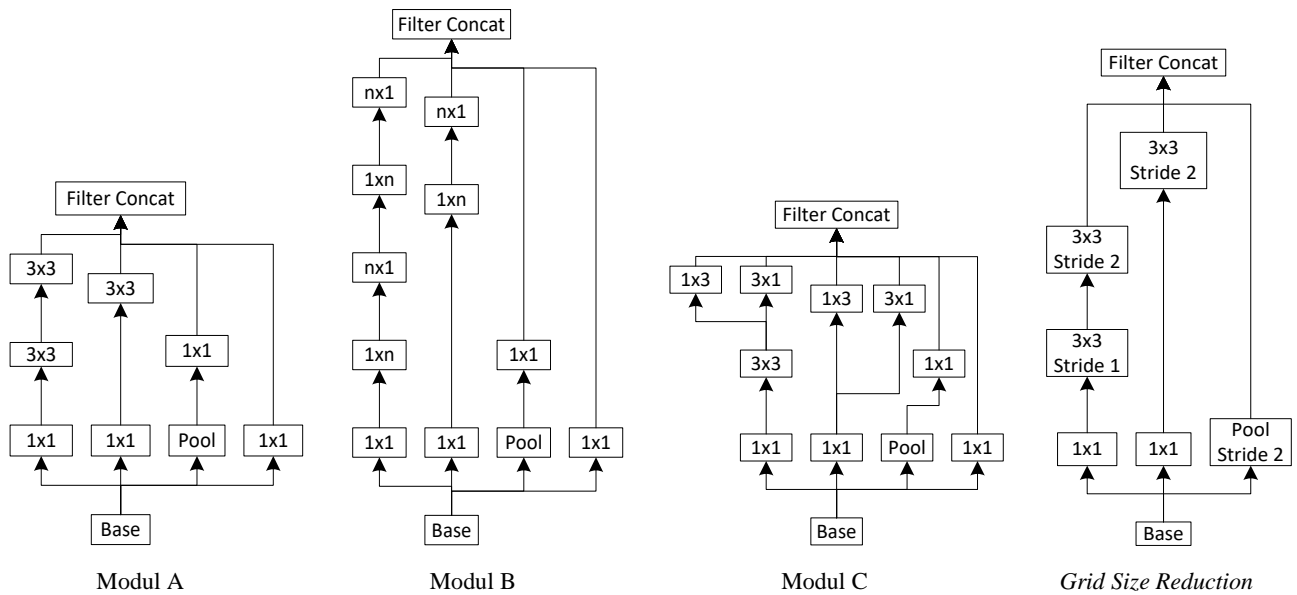 Filter Concat
3x3
3x3
3x3
1x1
1x1
1x1
Pool
1x1
Base
Modul A
Filter Concat
nx1
nx1
1xn
1xn
nx1
1xn
1x1
1x1
1x1
Pool
1x1
Base
Modul B
Filter Concat
1x3
3x1
1x3
3x1
3x3
1x1
1x1
1x1
Pool
1x1
Base
Modul C
Filter Concat
3x3
Stride 2
3x3
Stride 2
3x3
Stride 1
1x1
1x1
Pool
Stride 2
Base
Grid Size Reduction